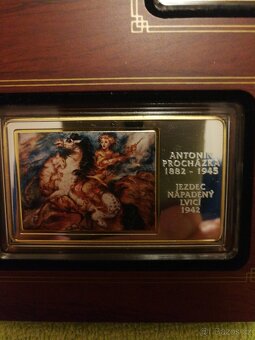 ANTONÍN
PROCHÁZKA
1882 - 1945
JEZDEC
NAPADENÝ
LVICÍ
1942